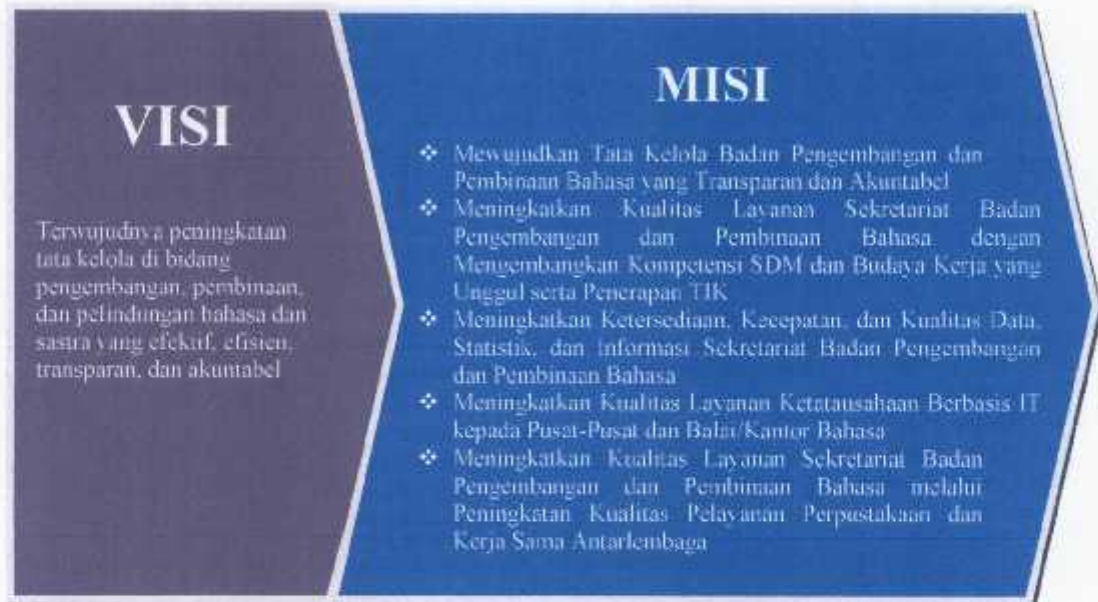 VISI
Terwujudnya peningkatan
tata kelola di bidang
pengembangan, pembinaan,
dan pelindungan bahasa dan
sastra yang efektif, efisien,
transparan, dan akuntabel
MISI
❖ Mewujudkan Tata Kelola Badan Pengembangan dan
Pembinaan Bahasa yang Transparan dan Akuntabel
❖ Meningkatkan Kualitas Layanan Sekretariat Badan
Pengembangan dan Pembinaan Bahasa dengan
Mengembangkan Kompetensi SDM dan Budaya Kerja yang
Unggul serta Penerapan TIK
❖ Meningkatkan Ketersediaan, Kecepatan, dan Kualitas Data,
Statistik, dan Informasi Sekretariat Badan Pengembangan
dan Pembinaan Bahasa
❖ Meningkatkan Kualitas Layanan Ketatausahaan Berbasis IT
kepada Pusat-Pusat dan Balai/Kantor Bahasa
❖ Meningkatkan Kualitas Layanan Sekretariat Badan
Pengembangan dan Pembinaan Bahasa melalui
Peningkatan Kualitas Pelayanan Perpustakaan dan
Kerja Sama Antarlembaga